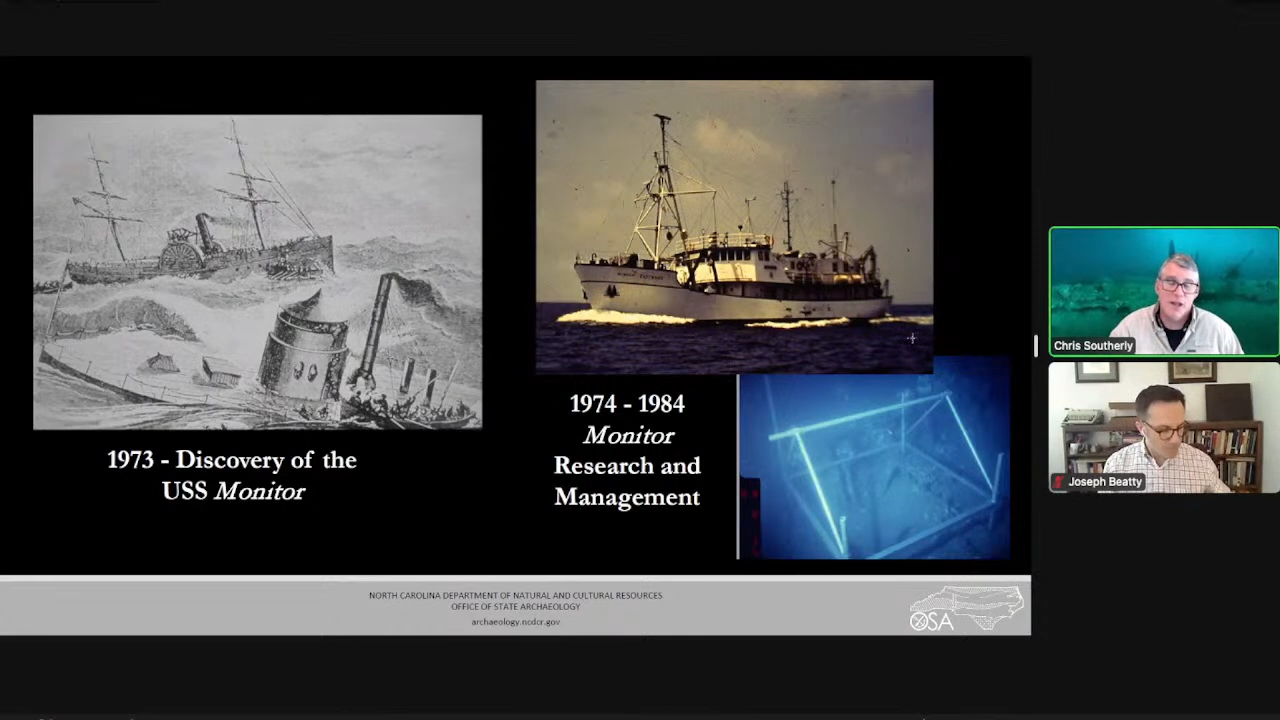 1973 - Discovery of the
USS Monitor
1974 - 1984
Monitor
Research and
Management
NORTH CAROLINA DEPARTMENT OF NATURAL AND CULTURAL RESOURCES
OFFICE OF STATE ARCHAEOLOGY
archaeology.ncdcr.gov
OSA
Chris Southerly
Joseph Beatty